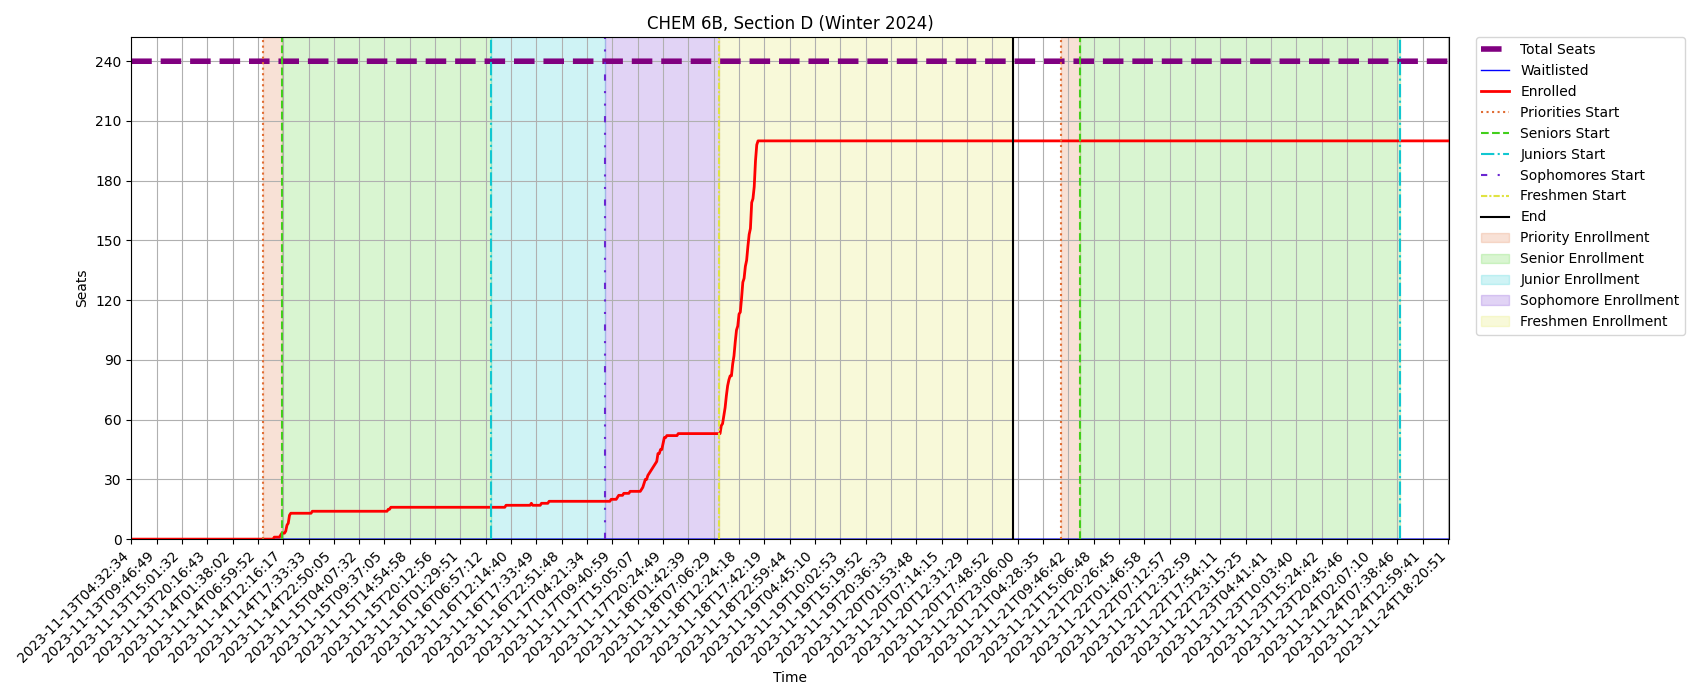 CHEM 6B, Section D (Winter 2024)
Seats
240
210
180
150
120
90
60
30
0
2023-11-13T04:32:34
2023-11-13T09:46:49
2023-11-13T15:01:32
2023-11-13T20:16:43
2023-11-14T01:38:02
2023-11-14T06:59:52
2023-11-14T12:16:17
2023-11-14T17:33:33
2023-11-14T22:50:05
2023-11-15T04:07:32
2023-11-15T09:37:05
2023-11-15T14:54:58
2023-11-15T20:12:56
2023-11-16T01:29:51
2023-11-16T06:57:12
2023-11-16T12:14:40
2023-11-16T17:33:49
2023-11-16T22:51:48
2023-11-17T04:21:34
2023-11-17T09:40:59
2023-11-17T15:05:07
2023-11-17T20:24:49
2023-11-18T01:42:39
2023-11-18T07:06:29
2023-11-18T12:24:18
2023-11-18T17:42:19
2023-11-18T22:59:44
2023-11-19T04:45:10
2023-11-19T10:02:53
2023-11-19T15:19:52
2023-11-19T20:36:33
2023-11-20T01:53:48
2023-11-20T07:14:15
2023-11-20T12:31:29
2023-11-20T17:48:52
2023-11-20T23:06:00
2023-11-21T04:28:35
2023-11-21T09:46:42
2023-11-21T15:06:48
2023-11-21T20:26:45
2023-11-22T01:46:58
2023-11-22T07:12:57
2023-11-22T12:32:59
2023-11-22T17:54:11
2023-11-22T23:15:25
2023-11-23T04:41:41
2023-11-23T10:03:40
2023-11-23T15:24:42
2023-11-23T20:45:46
2023-11-24T02:07:10
2023-11-24T07:38:46
2023-11-24T12:59:41
2023-11-24T18:20:51
Time
Total Seats
Waitlisted
Enrolled
Priorities Start
Seniors Start
Juniors Start
Sophomores Start
Freshmen Start
End
Priority Enrollment
Senior Enrollment
Junior Enrollment
Sophomore Enrollment
Freshmen Enrollment